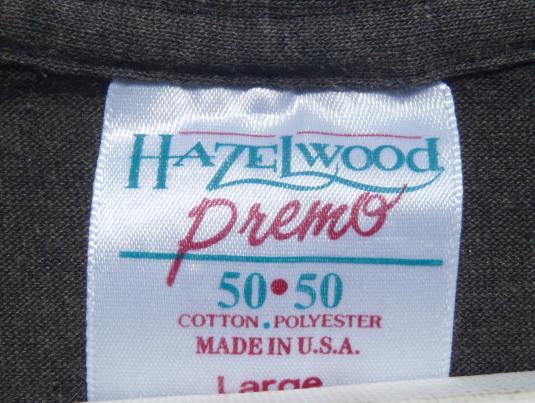 HAZELWOOD
premo
50•50
COTTON.POLYESTER
MADE IN U.S.A.
Large